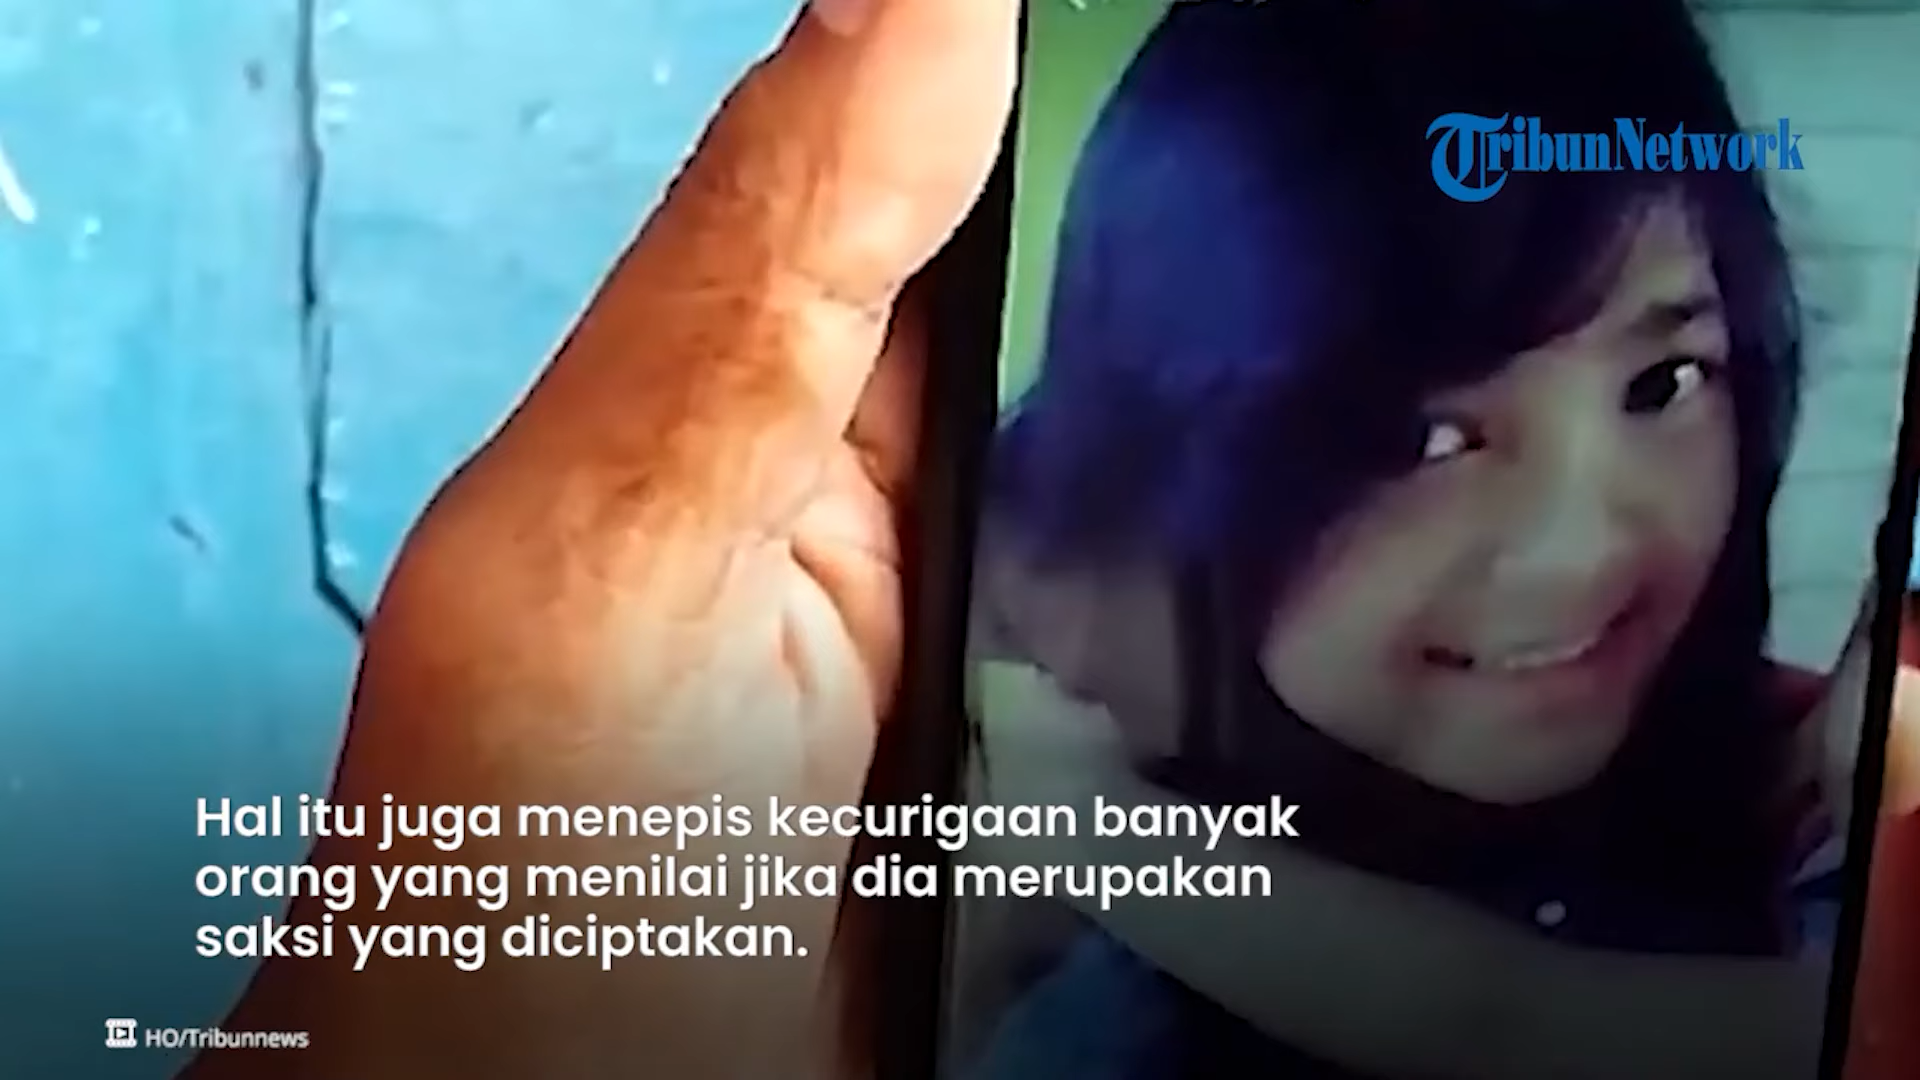 TribunNetwork
Hal itu juga menepis kecurigaan banyak
orang yang menilai jika dia merupakan
saksi yang diciptakan.
HO/Tribunnews